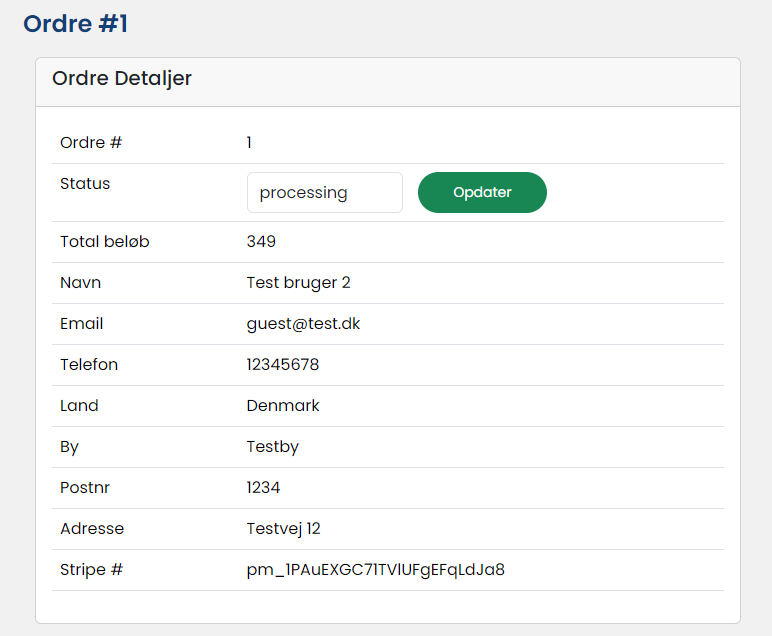 Ordre #1
Ordre Detaljer
Ordre # 1
Status processing Opdater
Total beløb 349
Navn Test bruger 2
Email guest@test.dk
Telefon 12345678
Land Denmark
By Testby
Postnr 1234
Adresse Testvej 12
Stripe # pm_1PAuEXGC71TVlUFgEFqLdJa8